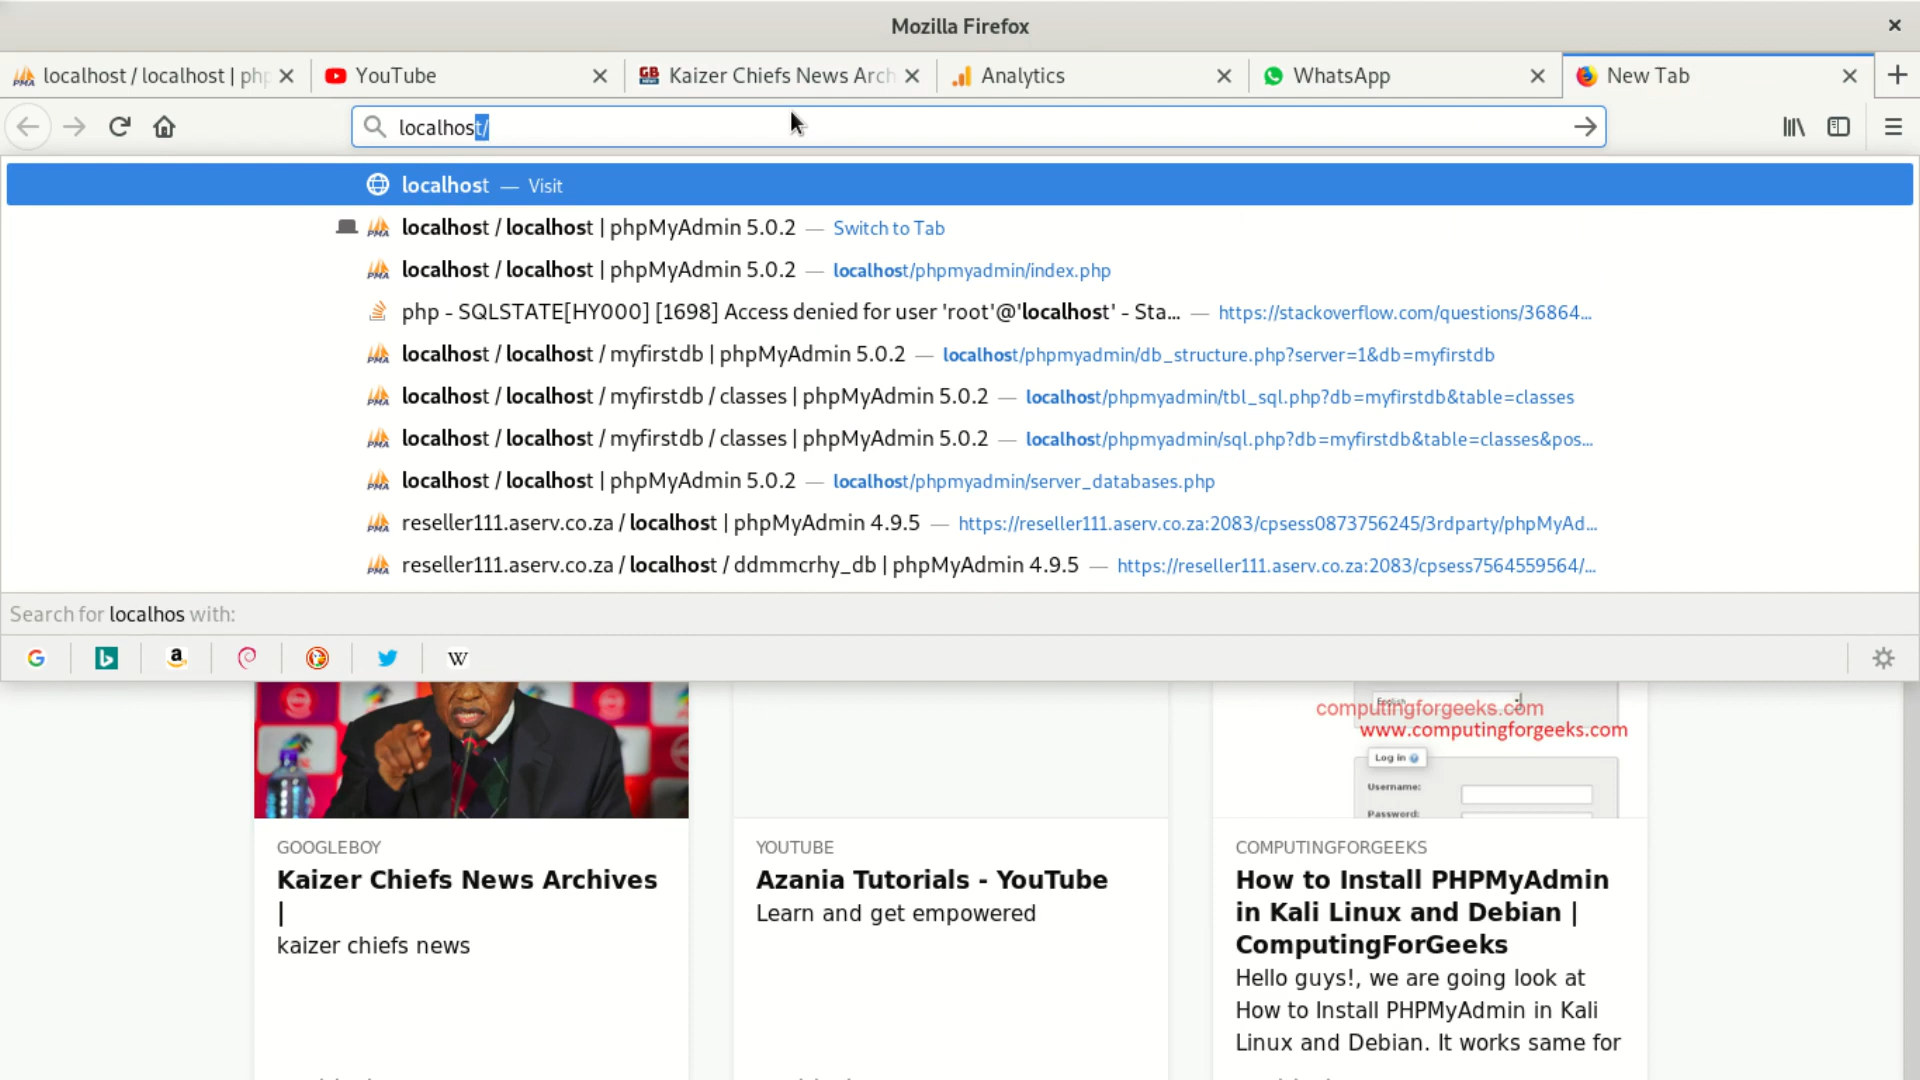 Mozilla Firefox
localhost / localhost | php
YouTube
Kaizer Chiefs News Arch
Analytics
WhatsApp
New Tab
localhost/
localhost — Visit
localhost / localhost | phpMyAdmin 5.0.2 — Switch to Tab
localhost / localhost | phpMyAdmin 5.0.2 — localhost/phpmyadmin/index.php
php - SQLSTATE[HY000] [1698] Access denied for user 'root'@'localhost' - Sta... — https://stackoverflow.com/questions/36864...
localhost / localhost / myfirstdb | phpMyAdmin 5.0.2 — localhost/phpmyadmin/db_structure.php?server=1&db=myfirstdb
localhost / localhost / myfirstdb / classes | phpMyAdmin 5.0.2 — localhost/phpmyadmin/tbl_sql.php?db=myfirstdb&table=classes
localhost / localhost / myfirstdb / classes | phpMyAdmin 5.0.2 — localhost/phpmyadmin/sql.php?db=myfirstdb&table=classes&pos...
localhost / localhost | phpMyAdmin 5.0.2 — localhost/phpmyadmin/server_databases.php
reseller111.aserv.co.za / localhost | phpMyAdmin 4.9.5 — https://reseller111.aserv.co.za:2083/cpsess0873756245/3rdparty/phpMyAd...
reseller111.aserv.co.za / localhost / ddmmcrhy_db | phpMyAdmin 4.9.5 — https://reseller111.aserv.co.za:2083/cpsess7564559564/...
Search for localhos with:
English
computingforgeeks.com
www.computingforgeeks.com
Log in
Username:
Password:
GOOGLEBOY
Kaizer Chiefs News Archives
|
kaizer chiefs news
YOUTUBE
Azania Tutorials - YouTube
Learn and get empowered
COMPUTINGFORGEEKS
How to Install PHPMyAdmin
in Kali Linux and Debian |
ComputingForGeeks
Hello guys!, we are going look at
How to Install PHPMyAdmin in Kali
Linux and Debian. It works same for